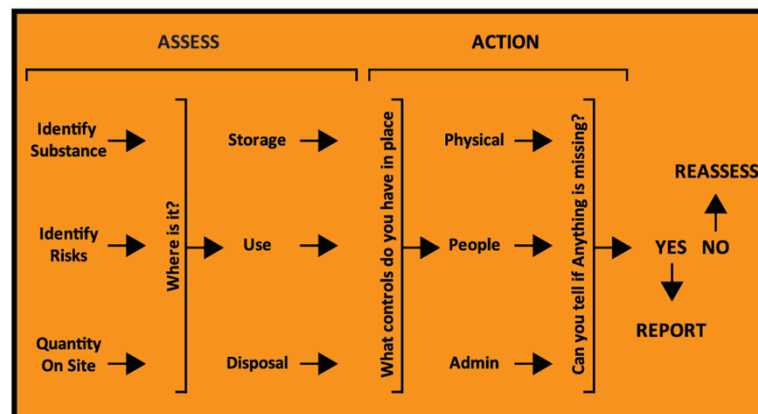 ASSESS
ACTION
Identify
Substance
Identify
Risks
Quantity
On Site
Where is it?
Storage
Use
Disposal
What controls do you have in place
Physical
People
Admin
Can you tell if Anything is missing?
REASSESS
YES NO
REPORT